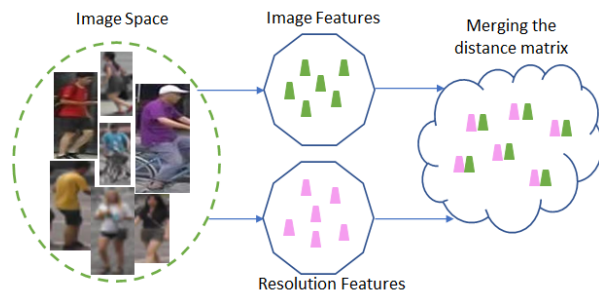 Image Space
Image Features
Merging the
distance matrix
Resolution Features